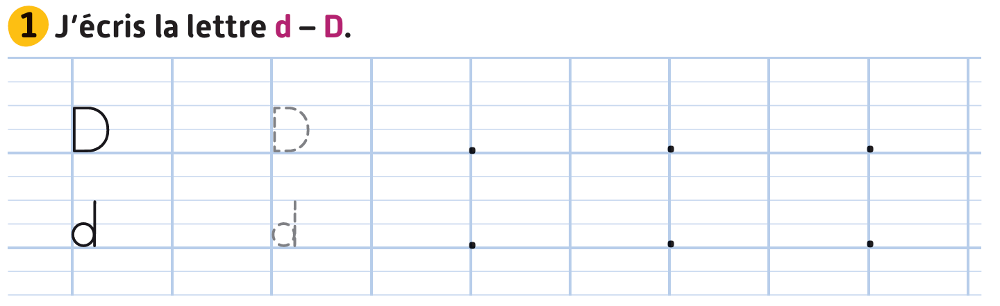 1 J’écris la lettre d – D.
D D . . .
d d . . .